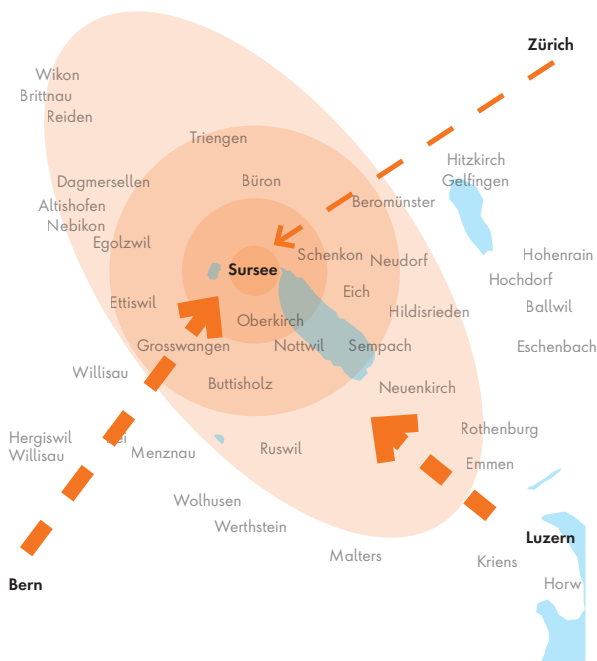 Zürich
Wikon
Brittnau
Reiden
Triengen
Hitzkirch
Gelfingen
Dagmersellen
Büron
Altishofen
Beromünster
Nebikon
Egolzwil
Schenkon
Neudorf
Hohenrain
Sursee
Hochdorf
Eich
Ettiswil
Hildisrieden
Ballwil
Oberkirch
Grosswangen
Nottwil
Sempach
Eschenbach
Willisau
Buttisholz
Neuenkirch
Rothenburg
Hergiswil
Willisau
Menznau
Ruswil
Emmen
Wolhusen
Werthstein
Luzern
Malters
Kriens
Bern
Horw